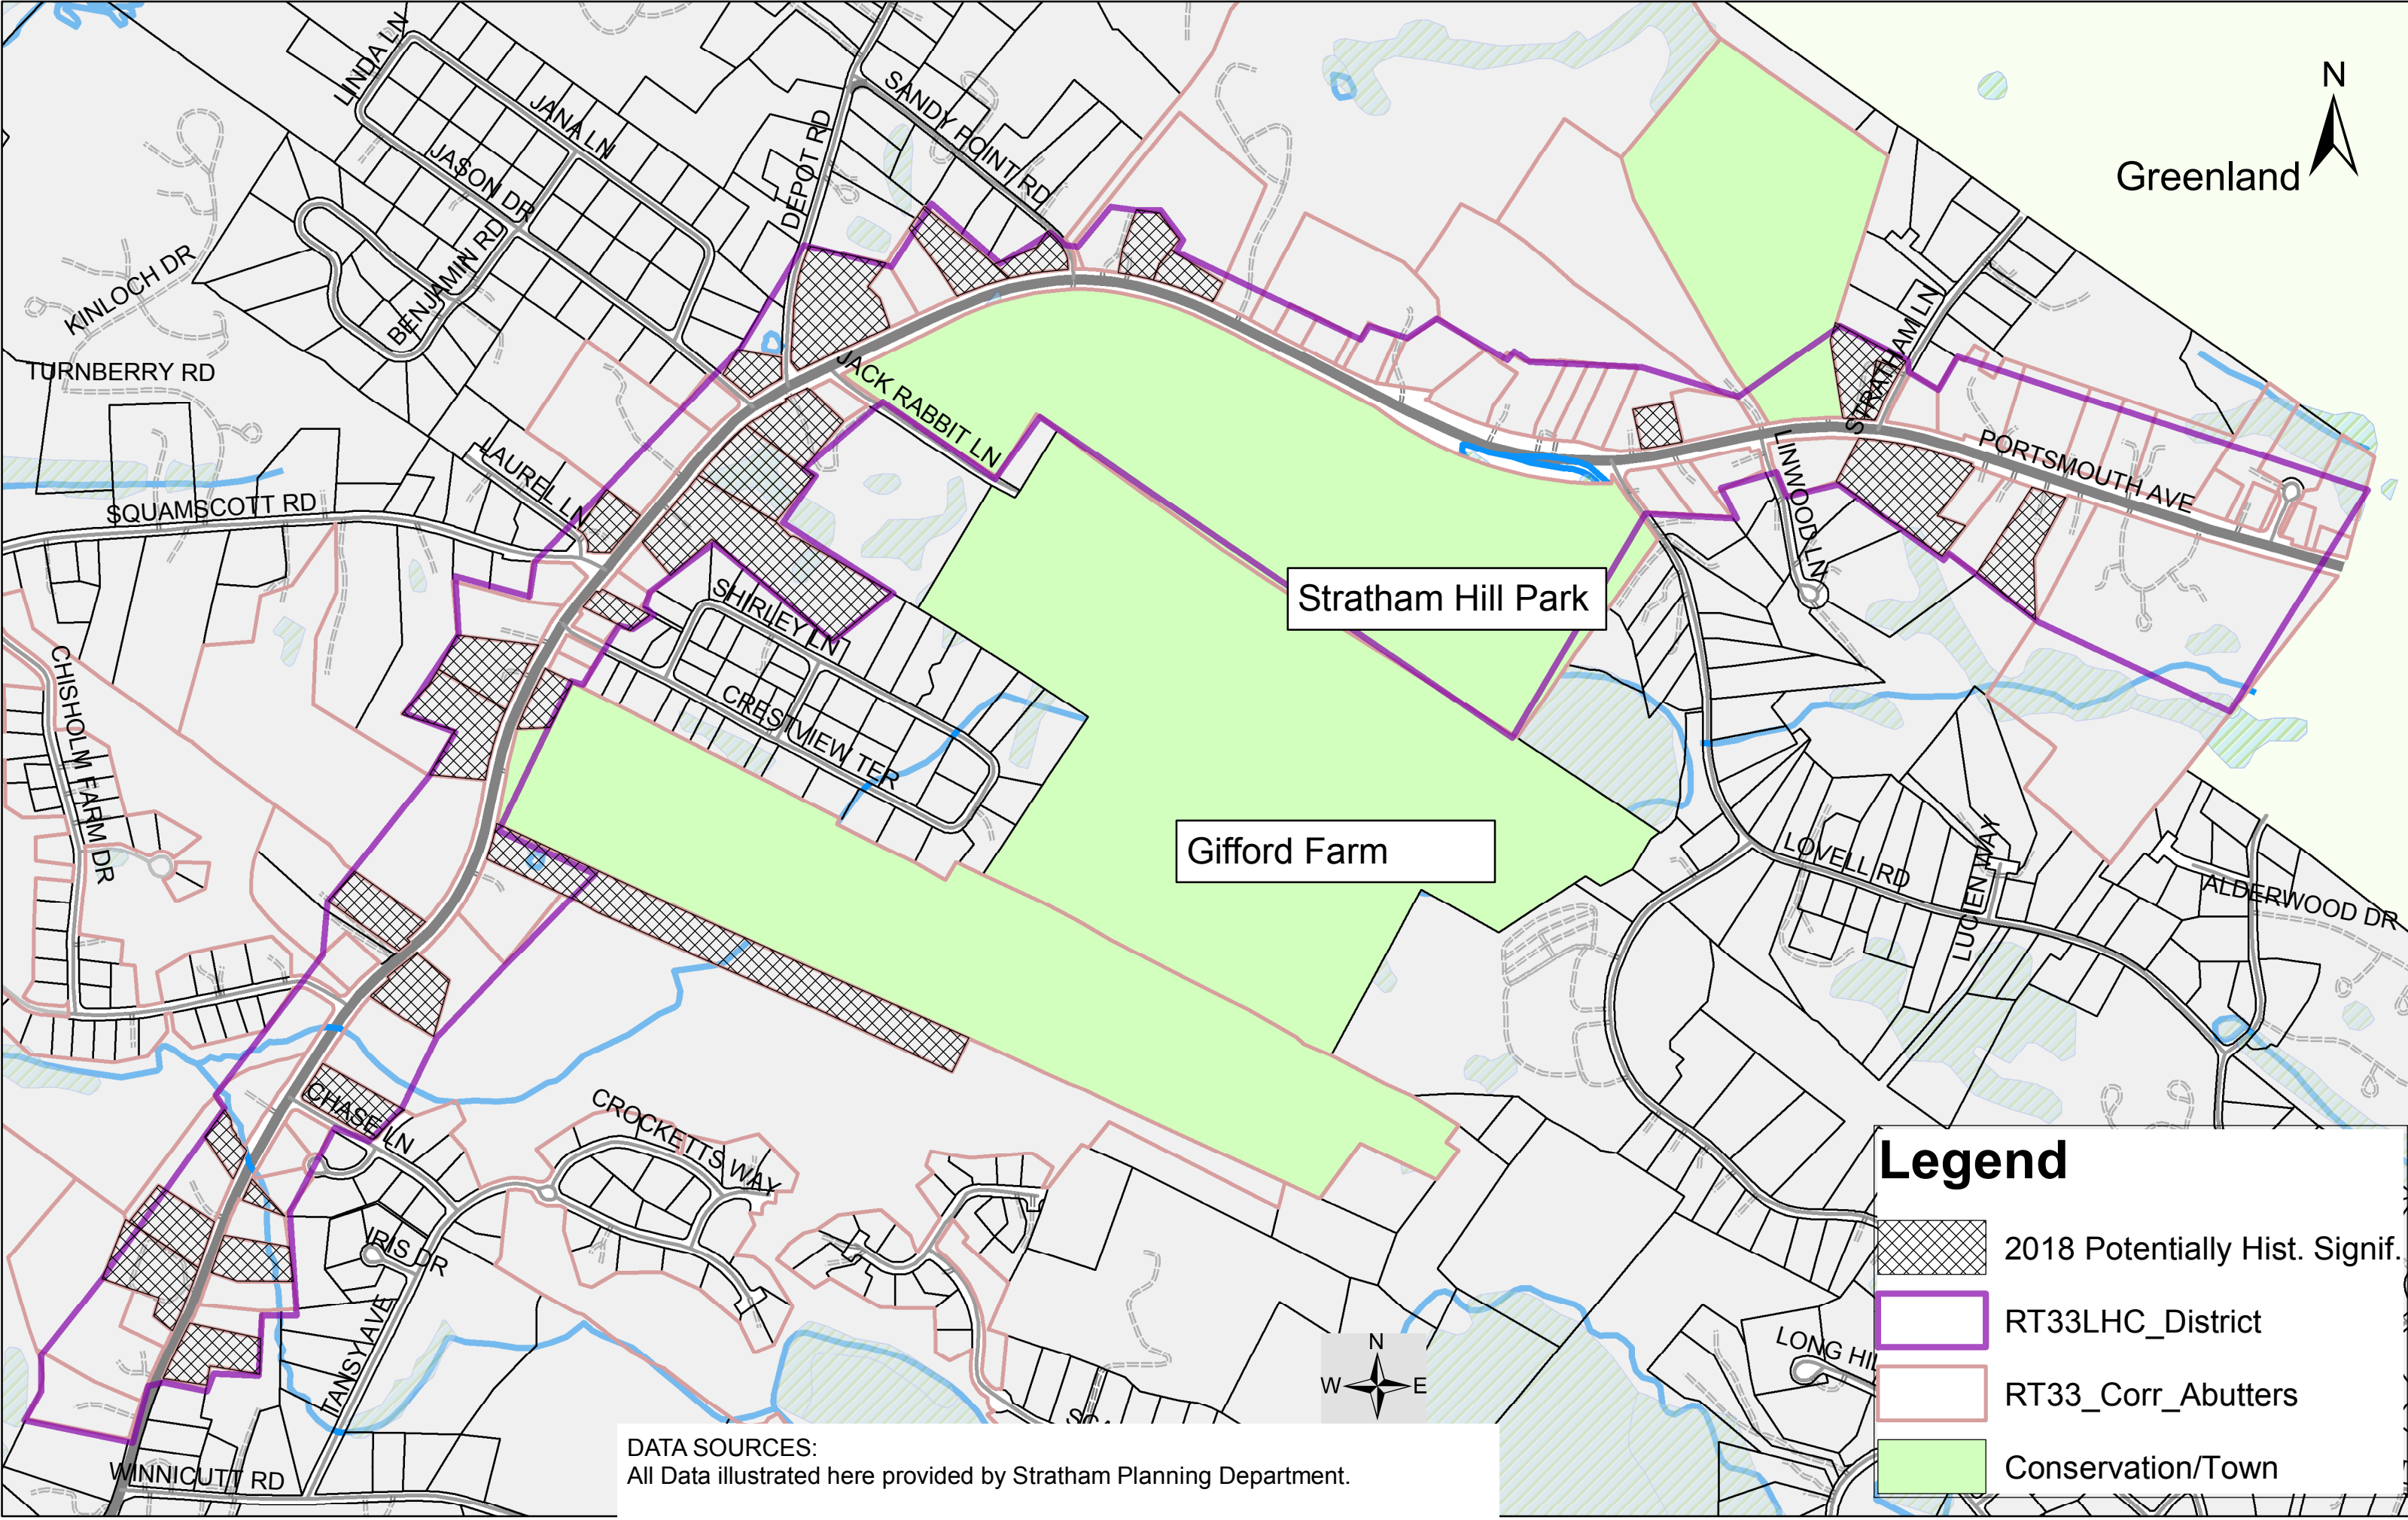 LINDA LN
JANA LN
JASON DR
BENJAMIN RD
KINLOCH DR
TURNBERRY RD
SQUAMSCOTT RD
LAUREL LN
DEPOT RD
SANDY POINT RD
JACK RABBIT LN
N
Greenland
STRATHAM LN
PORTSMOUTH AVE
LINWOOD LN
Stratham Hill Park
SHIRLEY LN
CRESTVIEW TER
CHISHOLM FARM DR
Gifford Farm
LOVELL RD
LUCIEN WAY
ALDERWOOD DR
CHASE LN
CROCKETTS WAY
IRIS DR
TANSY AVE
WINNICUTT RD
LONG HIL
N
W
E
Legend
2018 Potentially Hist. Signif.
RT33LHC_District
RT33_Corr_Abutters
Conservation/Town
DATA SOURCES:
All Data illustrated here provided by Stratham Planning Department.